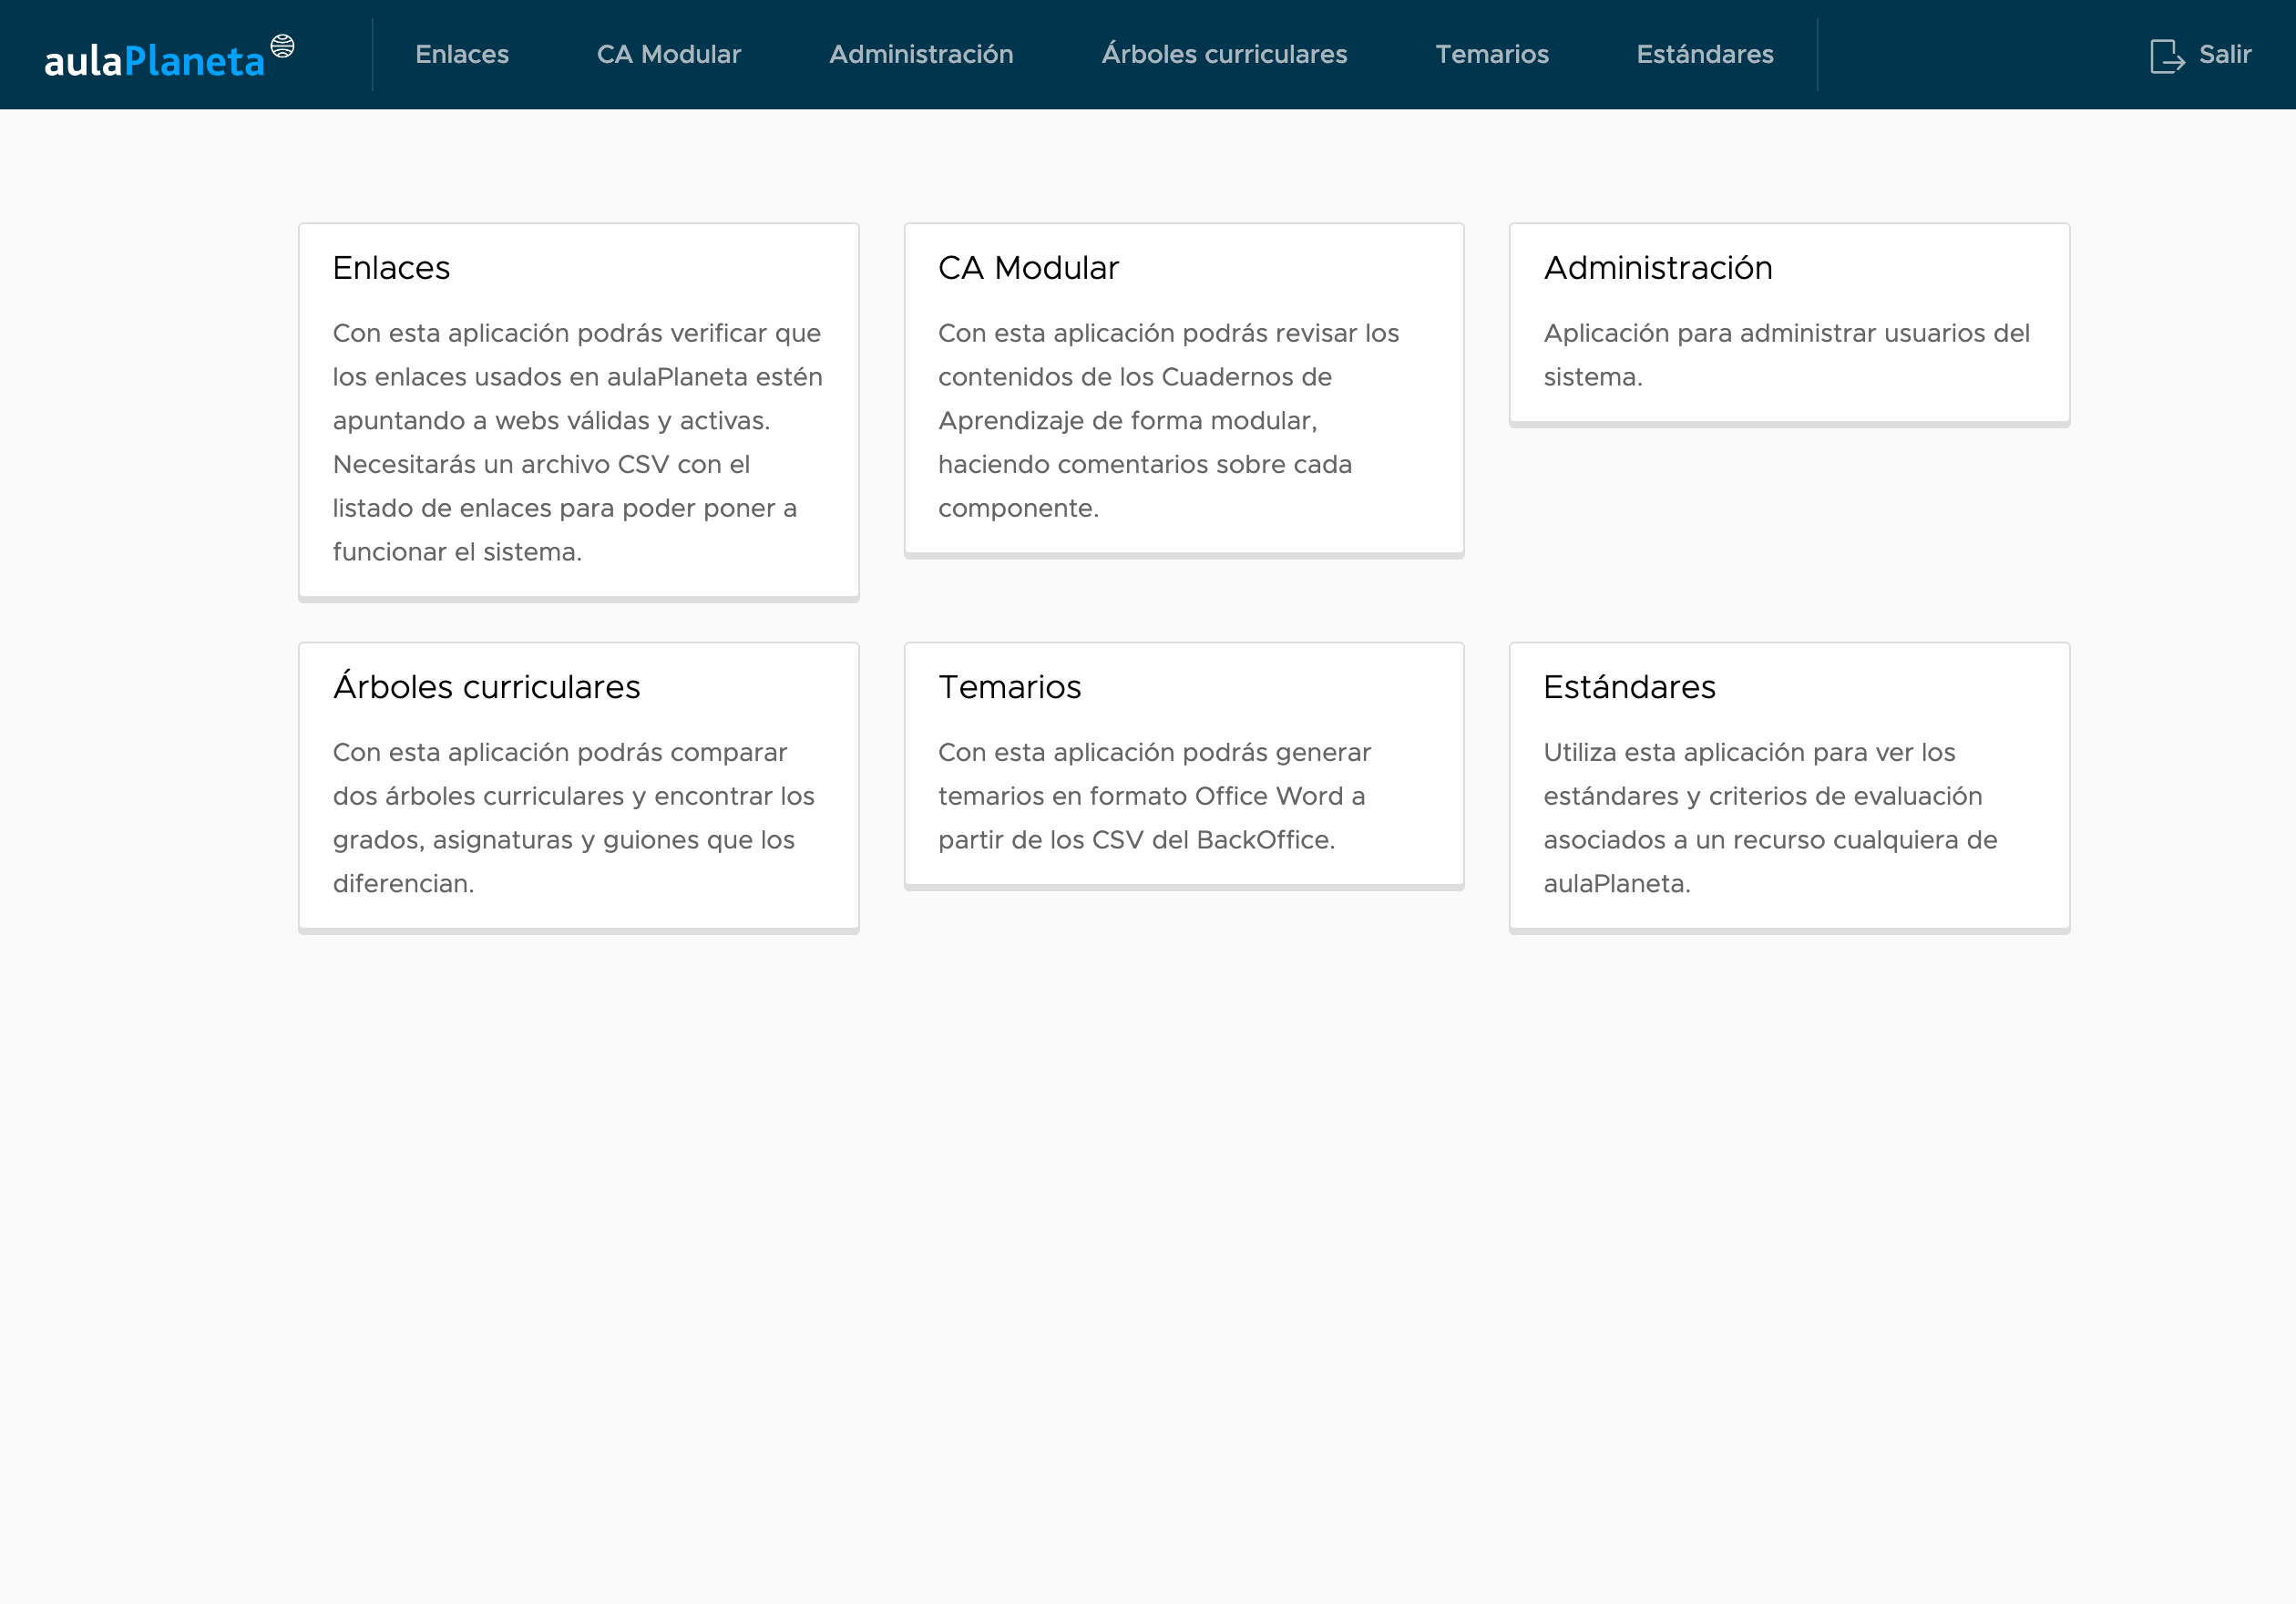 aulaPlaneta
Enlaces
CA Modular
Administración
Árboles curriculares
Temarios
Estándares
Salir
Enlaces
Con esta aplicación podrás verificar que
los enlaces usados en aulaPlaneta estén
apuntando a webs válidas y activas.
Necesitarás un archivo CSV con el
listado de enlaces para poder poner a
funcionar el sistema.
CA Modular
Con esta aplicación podrás revisar los
contenidos de los Cuadernos de
Aprendizaje de forma modular,
haciendo comentarios sobre cada
componente.
Administración
Aplicación para administrar usuarios del
sistema.
Árboles curriculares
Con esta aplicación podrás comparar
dos árboles curriculares y encontrar los
grados, asignaturas y guiones que los
diferencian.
Temarios
Con esta aplicación podrás generar
temarios en formato Office Word a
partir de los CSV del BackOffice.
Estándares
Utiliza esta aplicación para ver los
estándares y criterios de evaluación
asociados a un recurso cualquiera de
aulaPlaneta.